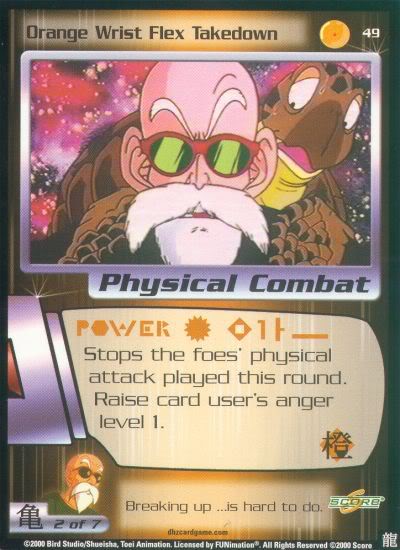 Orange Wrist Flex Takedown 49
Physical Combat
POWER
Stops the foes' physical
attack played this round.
Raise card user's anger
level 1.
橙
Breaking up ...is hard to do. SCORE
亀 2 of 7
dbzcardgame.com
龍
©2000 Bird Studio/Shueisha, Toei Animation. Licensed by FUNimation®. All Rights Reserved ©2000 Score